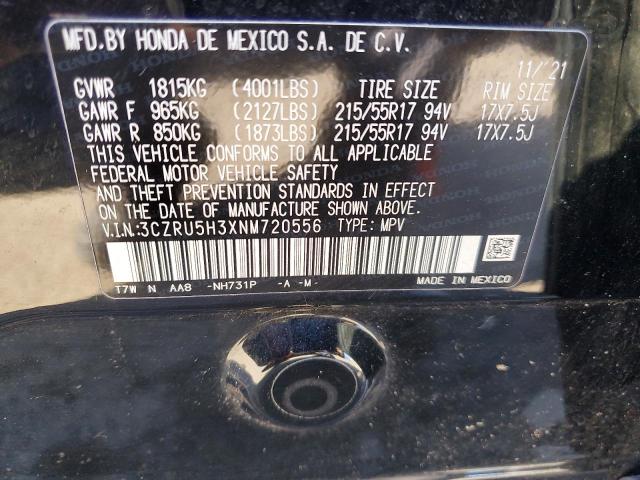 MFD.BY HONDA DE MEXICO S.A. DE C.V.
11/'21
GVWR 1815KG (4001LBS) TIRE SIZE RIM SIZE
GAWR F 965KG (2127LBS) 215/55R17 94V 17X7.5J
GAWR R 850KG (1873LBS) 215/55R17 94V 17X7.5J
THIS VEHICLE CONFORMS TO ALL APPLICABLE
FEDERAL MOTOR VEHICLE SAFETY
AND THEFT PREVENTION STANDARDS IN EFFECT
ON THE DATE OF MANUFACTURE SHOWN ABOVE.
V.I.N.:3CZRU5H3XNM720556 TYPE: MPV
T7W N AA8 -NH731P -A -M- MADE IN MEXICO